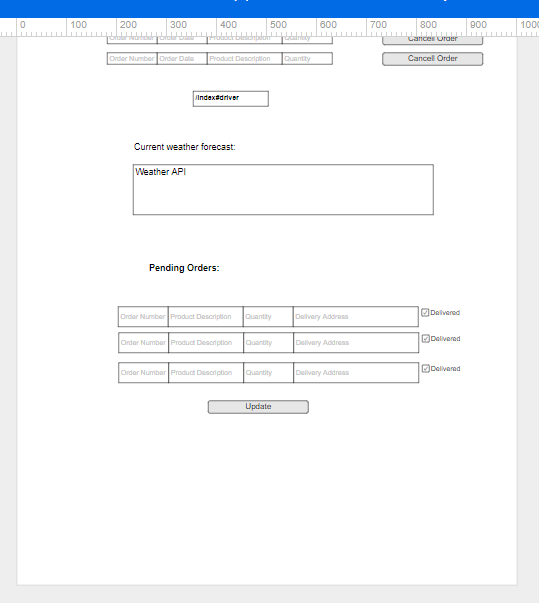 0 100 200 300 400 500 600 700 800 900 1000
Order Number Order Date Product Description Quantity Cancell Order
Order Number Order Date Product Description Quantity Cancell Order
/index#driver
Current weather forecast:
Weather API
Pending Orders:
Order Number Product Description Quantity Delivery Address Delivered
Order Number Product Description Quantity Delivery Address Delivered
Order Number Product Description Quantity Delivery Address Delivered
Update